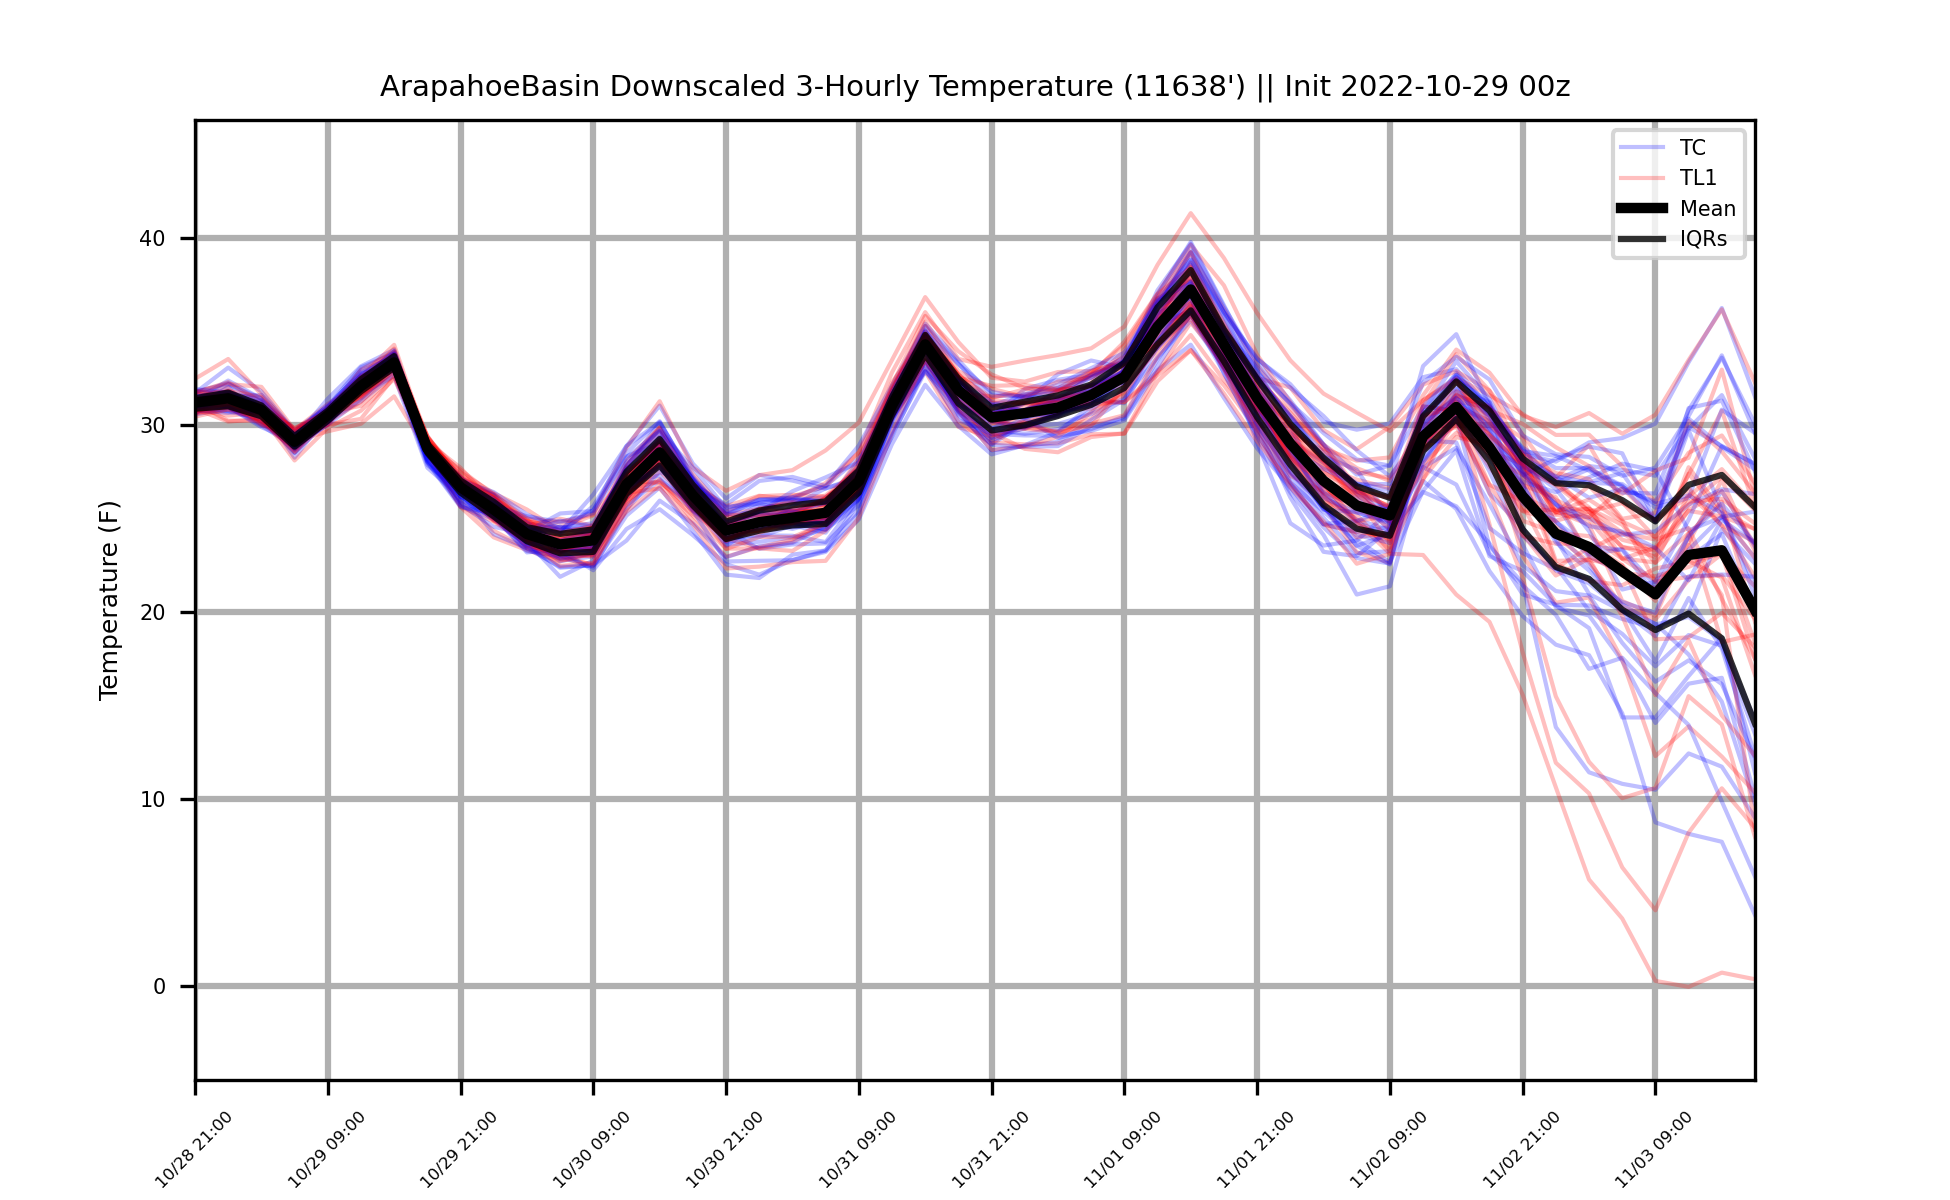 ArapahoeBasin Downscaled 3-Hourly Temperature (11638') || Init 2022-10-29 00z
TC
TL1
Mean
IQRs
Temperature (F)
40
30
20
10
0
10/28 21:00
10/29 09:00
10/29 21:00
10/30 09:00
10/30 21:00
10/31 09:00
10/31 21:00
11/01 09:00
11/01 21:00
11/02 09:00
11/02 21:00
11/03 09:00